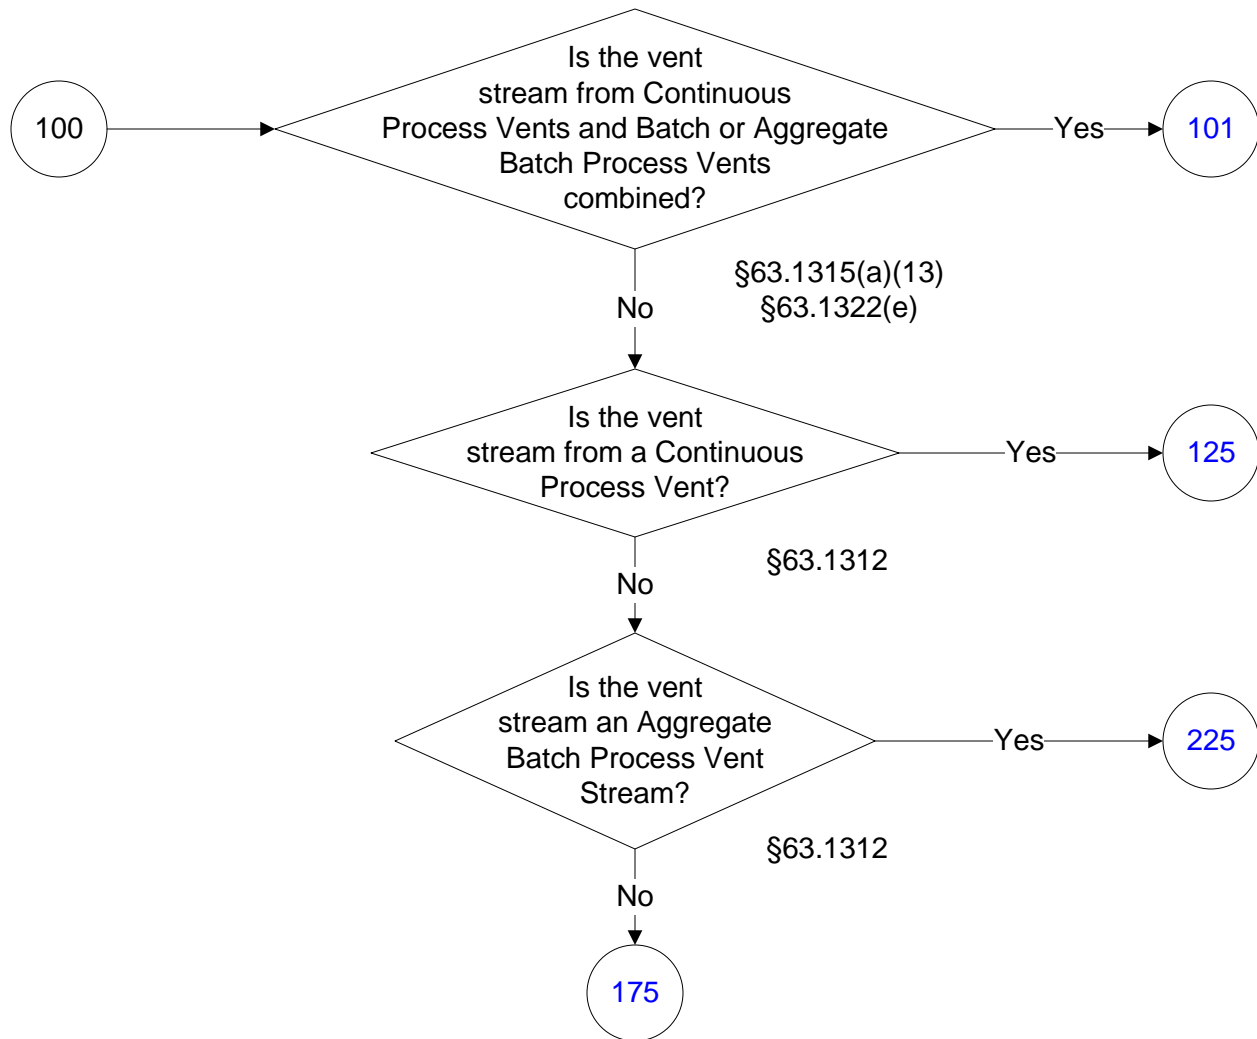 Is the vent
stream from Continuous
Process Vents and Batch or Aggregate
Batch Process Vents
combined?
100
Yes
101
§63.1315(a)(13)
§63.1322(e)
No
Is the vent
stream from a Continuous
Process Vent?
Yes
125
§63.1312
No
Is the vent
stream an Aggregate
Batch Process Vent
Stream?
Yes
225
§63.1312
No
175